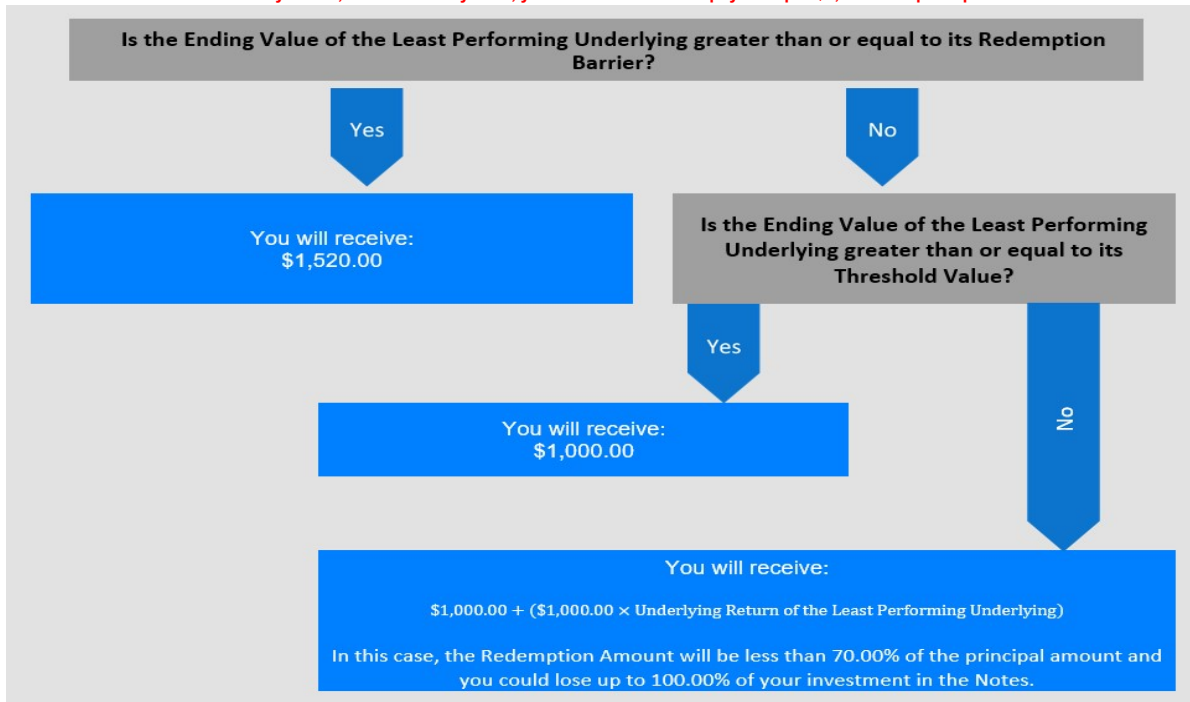 Is the Ending Value of the Least Performing Underlying greater than or equal to its Redemption
Barrier?
Yes
No
You will receive:
$1,520.00
Is the Ending Value of the Least Performing
Underlying greater than or equal to its
Threshold Value?
Yes
No
You will receive:
$1,000.00
You will receive:
$1,000.00 + ($1,000.00 × Underlying Return of the Least Performing Underlying)
In this case, the Redemption Amount will be less than 70.00% of the principal amount and
you could lose up to 100.00% of your investment in the Notes.